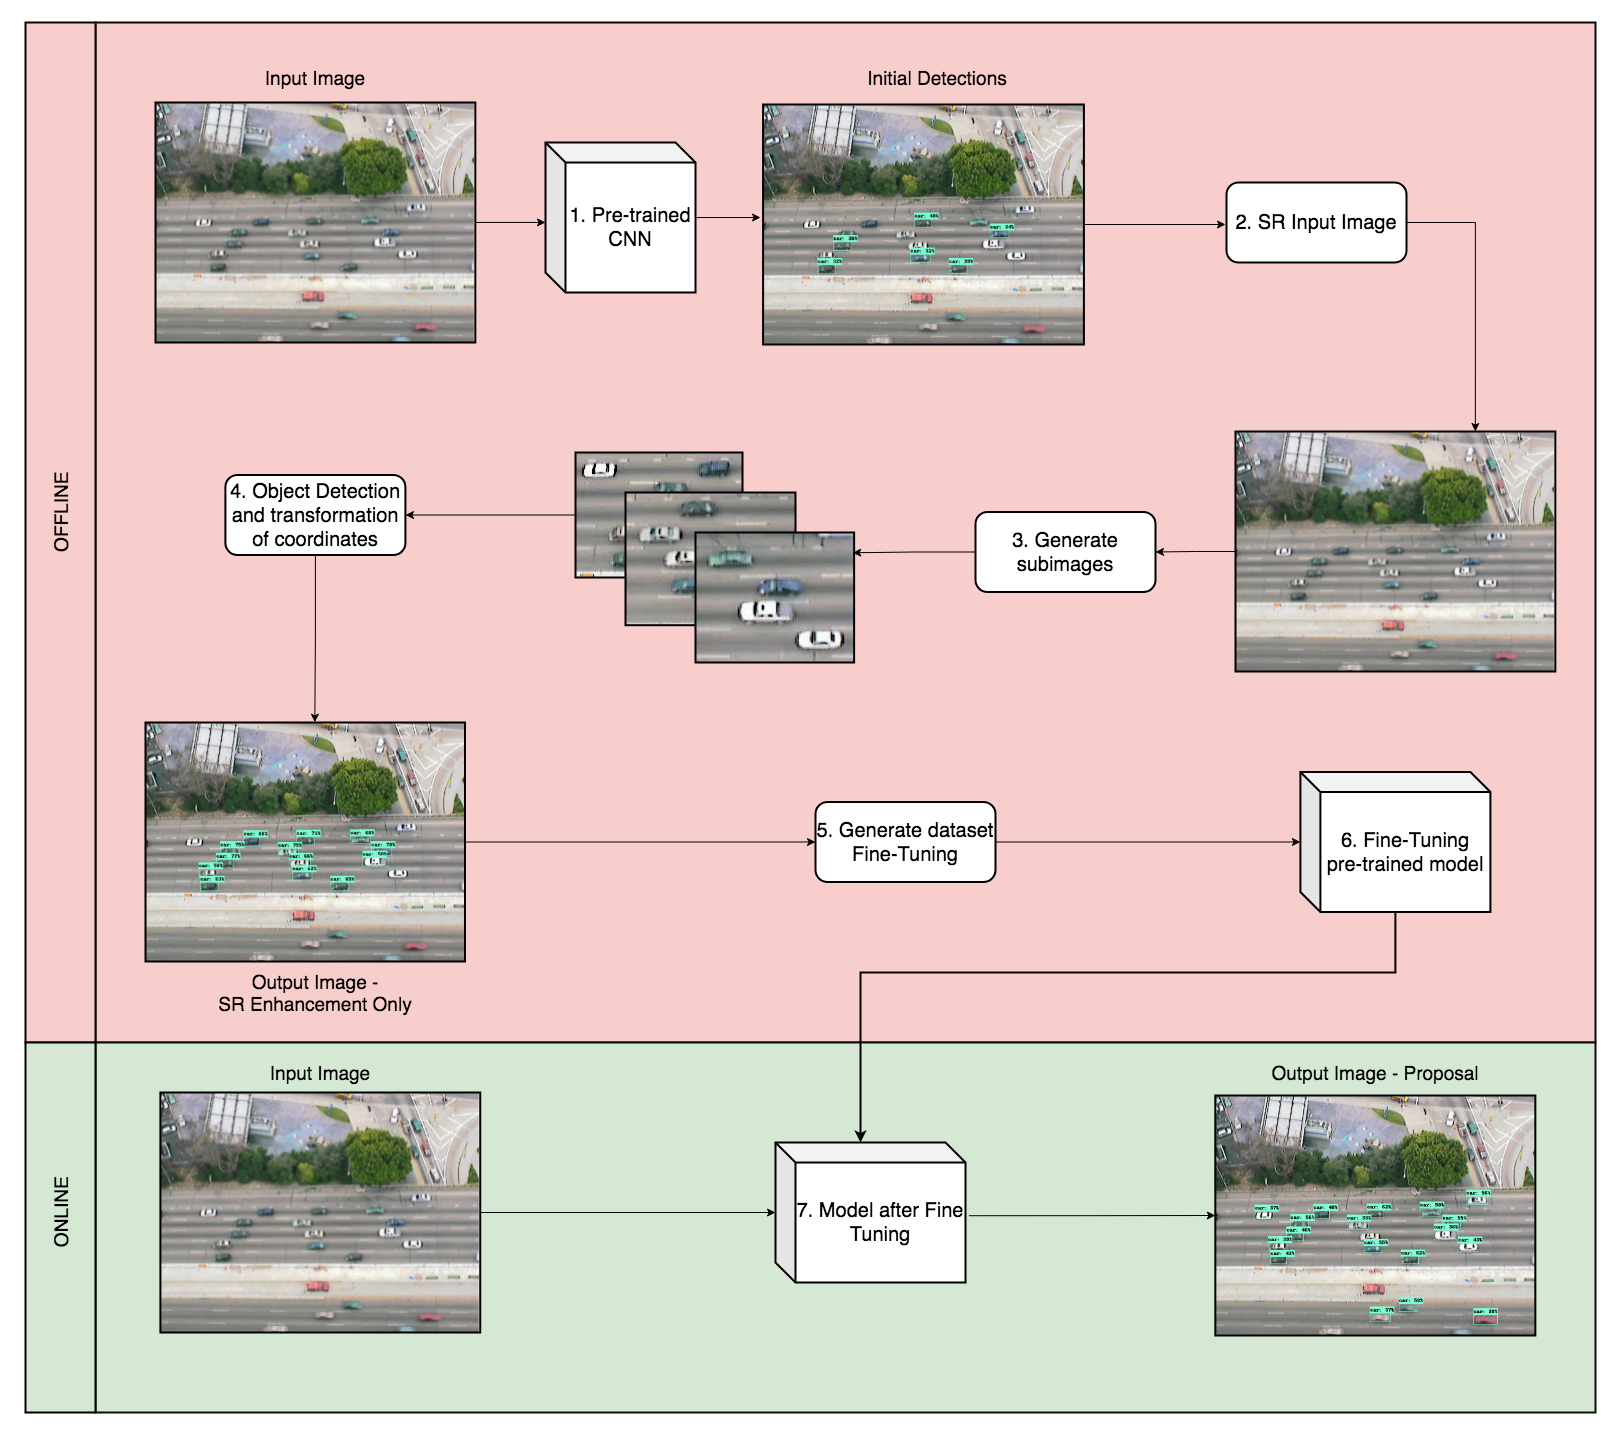 OFFLINE
Input Image
Initial Detections
1. Pre-trained
CNN
2. SR Input Image
3. Generate
subimages
4. Object Detection
and transformation
of coordinates
Output Image -
SR Enhancement Only
5. Generate dataset
Fine-Tuning
6. Fine-Tuning
pre-trained model
ONLINE
Input Image
7. Model after Fine
Tuning
Output Image - Proposal